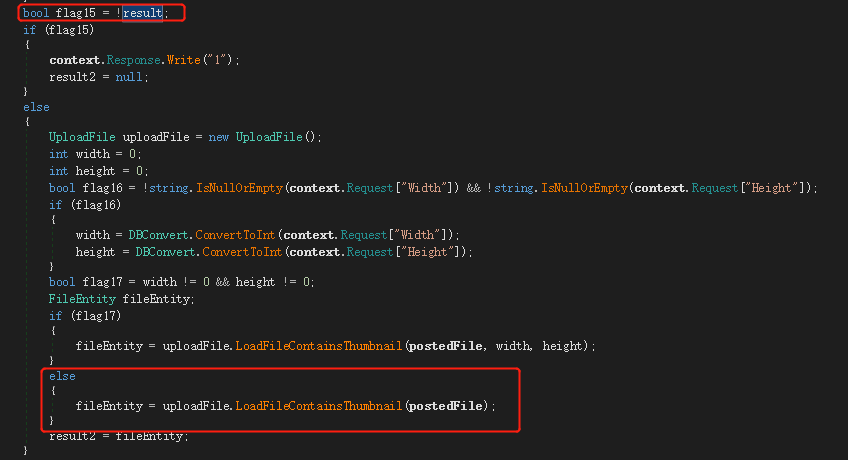 bool flag15 = !result;
if (flag15)
{
context.Response.Write("1");
result2 = null;
}
else
{
UploadFile uploadFile = new UploadFile();
int width = 0;
int height = 0;
bool flag16 = !string.IsNullOrEmpty(context.Request["Width"]) && !string.IsNullOrEmpty(context.Request["Height"]);
if (flag16)
{
width = DBConvert.ConvertToInt(context.Request["Width"]);
height = DBConvert.ConvertToInt(context.Request["Height"]);
}
bool flag17 = width != 0 && height != 0;
FileEntity fileEntity;
if (flag17)
{
fileEntity = uploadFile.LoadFileContainsThumbnail(postedFile, width, height);
}
else
{
fileEntity = uploadFile.LoadFileContainsThumbnail(postedFile);
}
result2 = fileEntity;
}